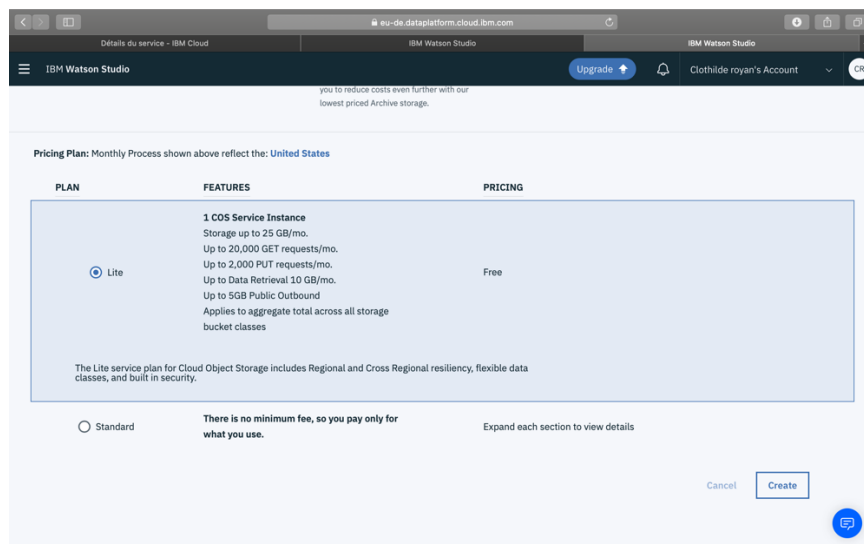 eu-de.dataplatform.cloud.ibm.com
Détails du service - IBM Cloud
IBM Watson Studio
IBM Watson Studio
IBM Watson Studio
Upgrade
Clothilde royan's Account
CR
you to reduce costs even further with our
lowest priced Archive storage.
Pricing Plan: Monthly Process shown above reflect the: United States
PLAN
FEATURES
PRICING
1 COS Service Instance
Storage up to 25 GB/mo.
Up to 20,000 GET requests/mo.
Up to 2,000 PUT requests/mo.
Lite
Up to Data Retrieval 10 GB/mo.
Free
Up to 5GB Public Outbound
Applies to aggregate total across all storage
bucket classes
The Lite service plan for Cloud Object Storage includes Regional and Cross Regional resiliency, flexible data
classes, and built in security.
Standard
There is no minimum fee, so you pay only for
what you use.
Expand each section to view details
Cancel
Create